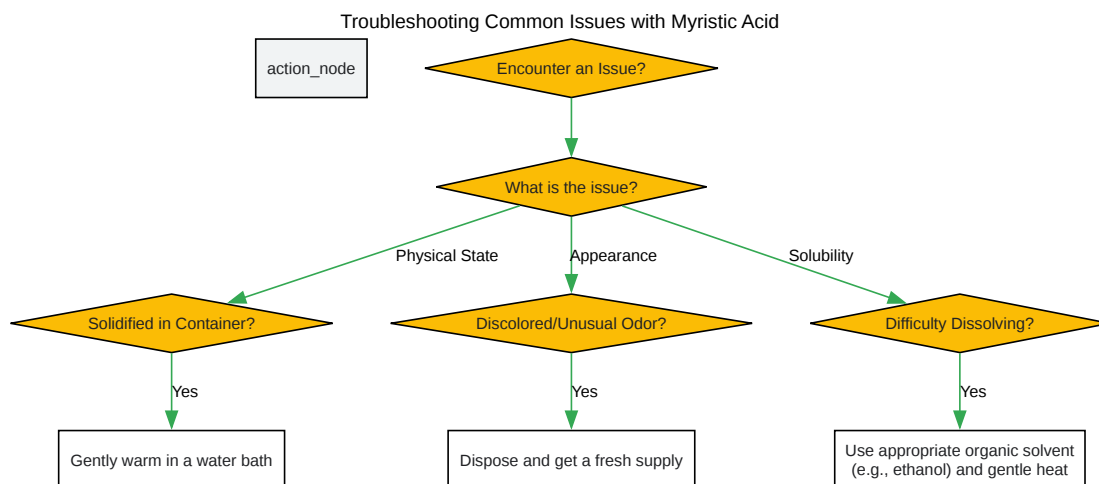 Troubleshooting Common Issues with Myristic Acid
action_node
Encounter an Issue?
What is the issue?
Physical State
Appearance
Solubility
Solidified in Container?
Discolored/Unusual Odor?
Difficulty Dissolving?
Yes
Yes
Yes
Gently warm in a water bath
Dispose and get a fresh supply
Use appropriate organic solvent
(e.g., ethanol) and gentle heat